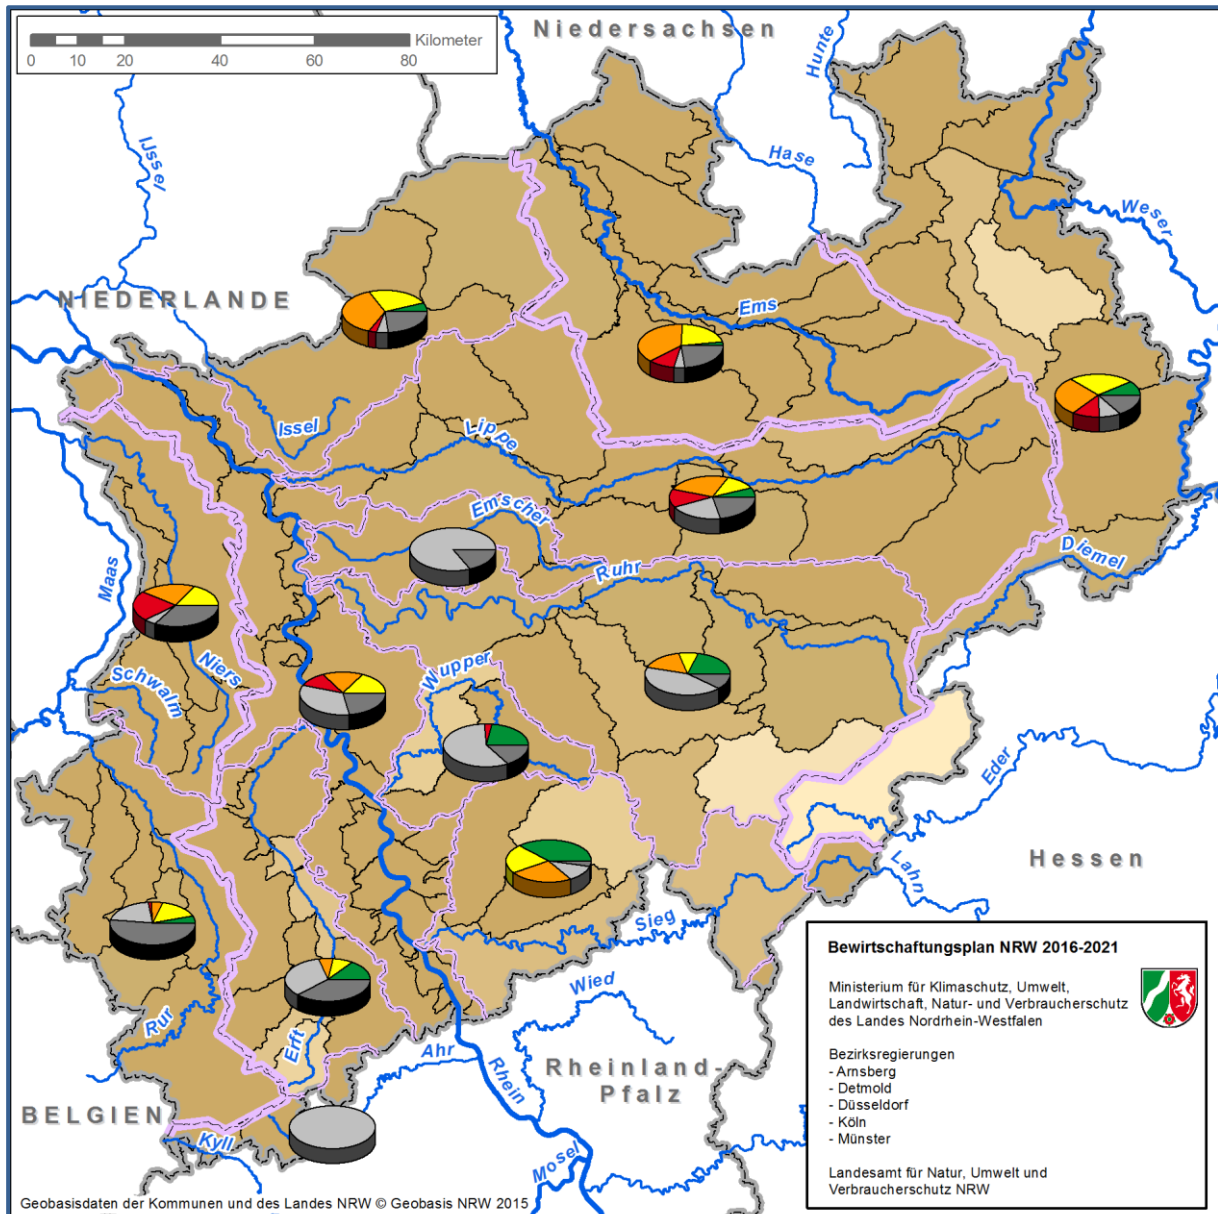 Niedersachsen
Kilometer
0 10 20 40 60 80
Hunte
IJssel
Hase
Weser
NIEDERLANDE
Ems
Issel
Lippe
Emscher
Maas
Ruhr
Diemel
Niers
Schwalm
Wupper
Eder
Hessen
Lahn
Sieg
Wied
Rur
Erft
Ahr
Rhein
Rheinland-
Pfalz
BELGIEN
Kyll
Mosel
Bewirtschaftungsplan NRW 2016-2021
Ministerium für Klimaschutz, Umwelt,
Landwirtschaft, Natur- und Verbraucherschutz
des Landes Nordrhein-Westfalen
Bezirksregierungen
- Arnsberg
- Detmold
- Düsseldorf
- Köln
- Münster
Landesamt für Natur, Umwelt und
Verbraucherschutz NRW
Geobasisdaten der Kommunen und des Landes NRW © Geobasis NRW 2015